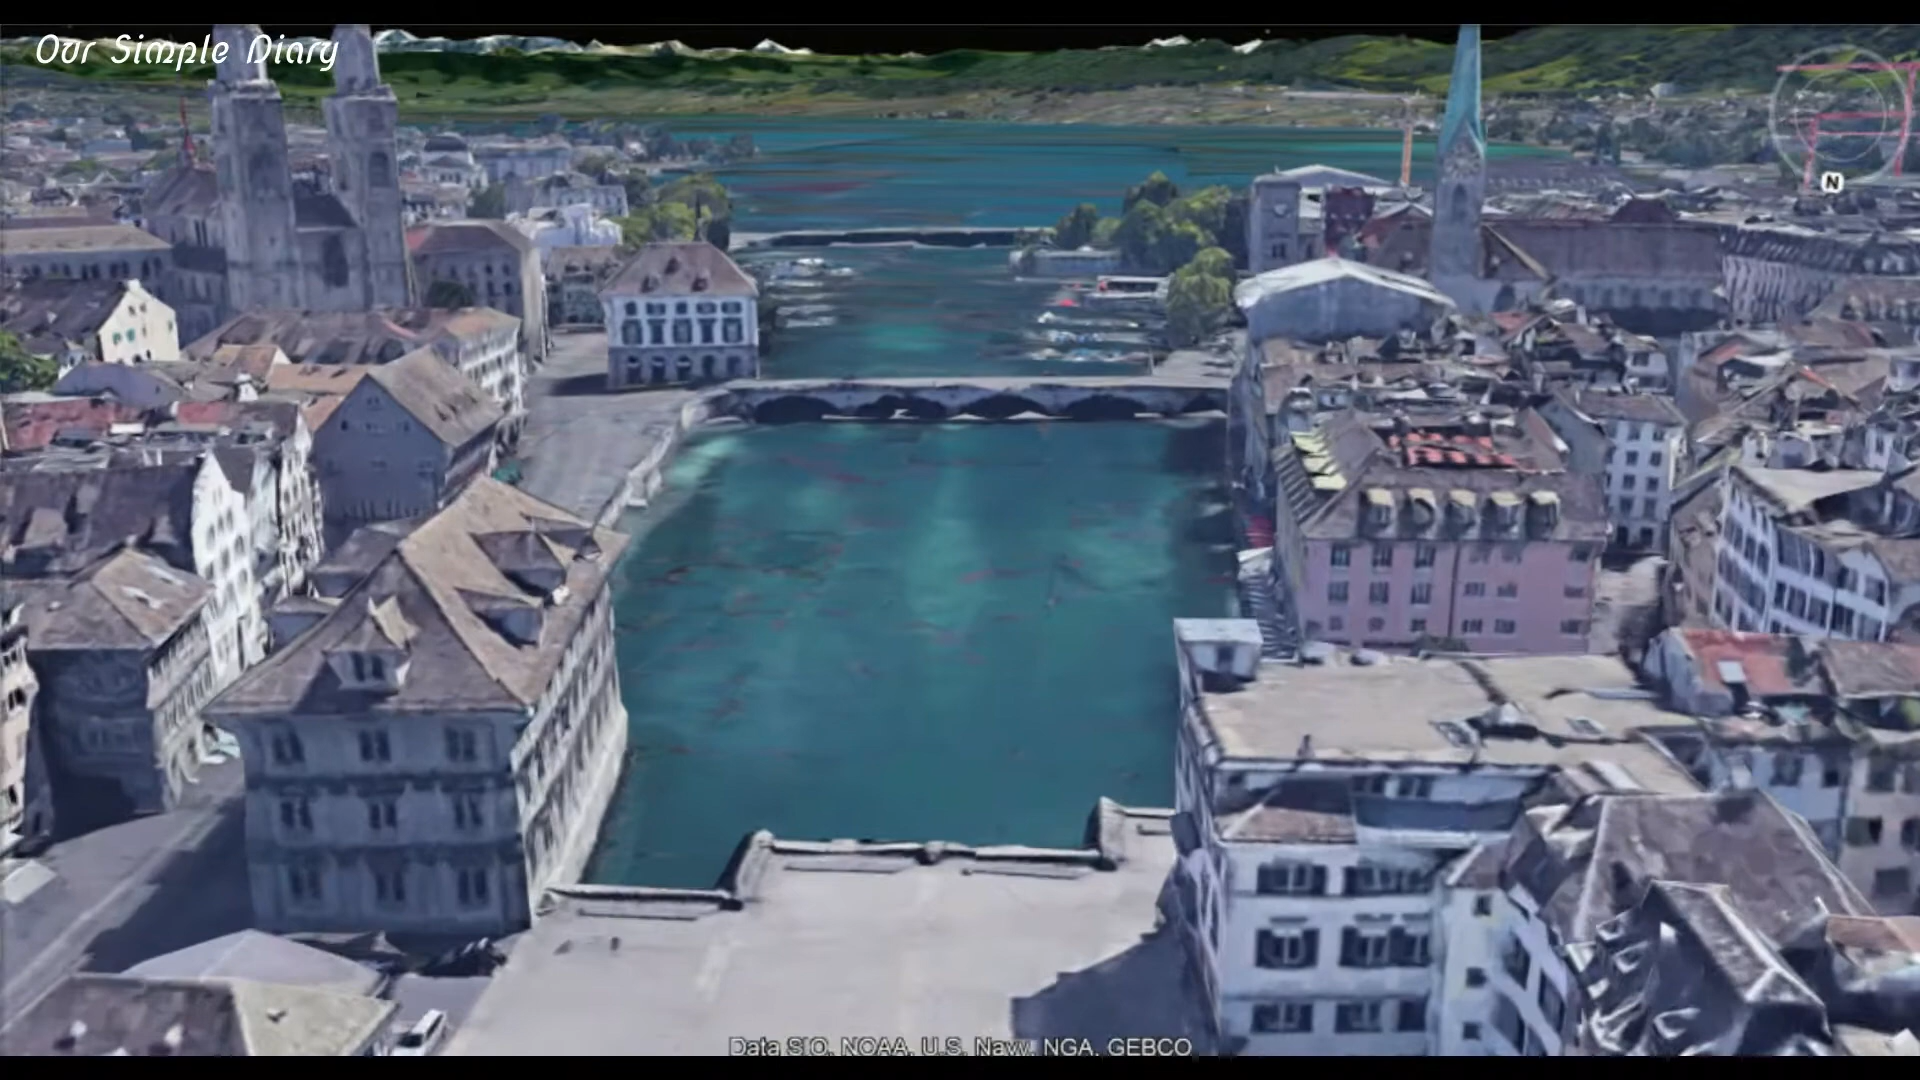 Our Simple Diary
N
Data SIO, NOAA, U.S. Navy, NGA, GEBCO